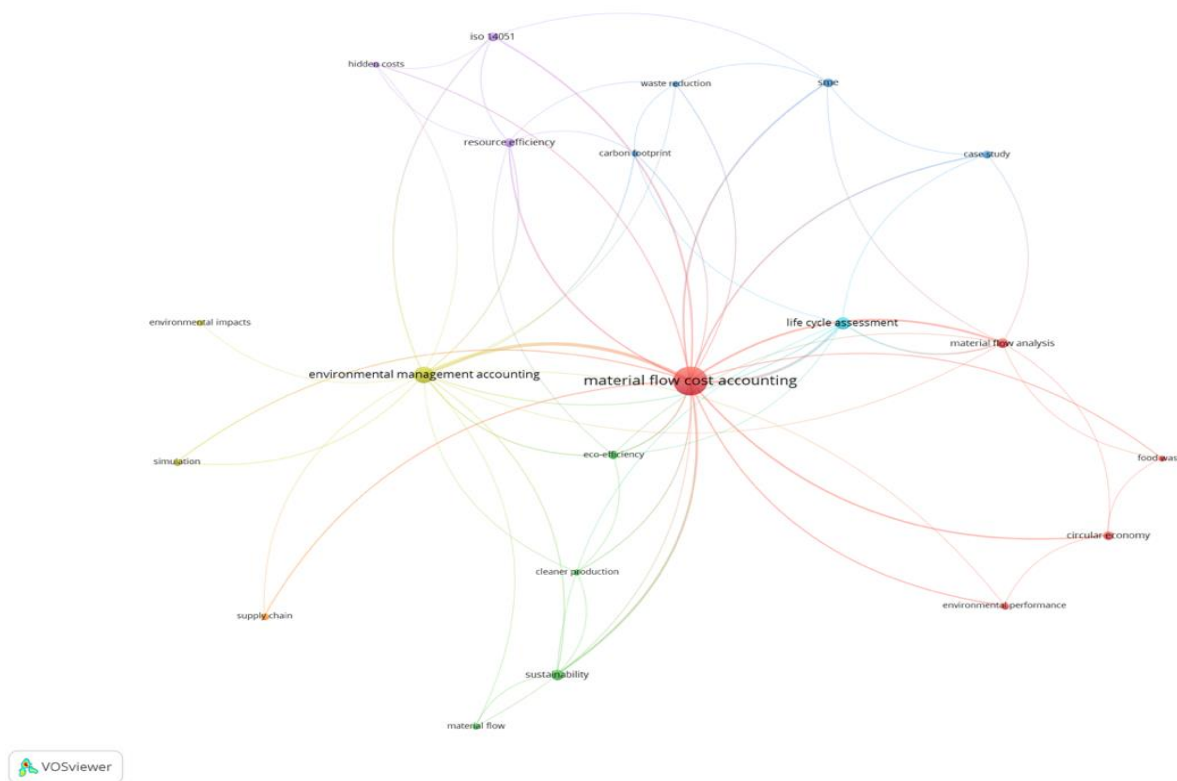 iso 14051
hidden costs
waste reduction
sme
resource efficiency
carbon footprint
case study
environmental impacts
life cycle assessment
material flow analysis
environmental management accounting
material flow cost accounting
eco-efficiency
simulation
food was
circular economy
cleaner production
environmental performance
supply chain
sustainability
material flow
VOSviewer